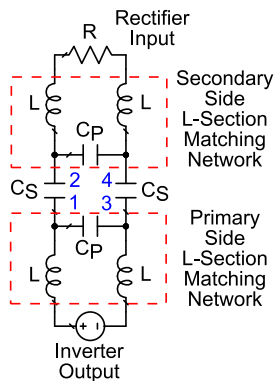 R
Rectifier
Input
L
L
Secondary
Side
L-Section
Matching
Network
CP
CS
2
4
CS
1
3
CP
L
L
Primary
Side
L-Section
Matching
Network
+ -
Inverter
Output